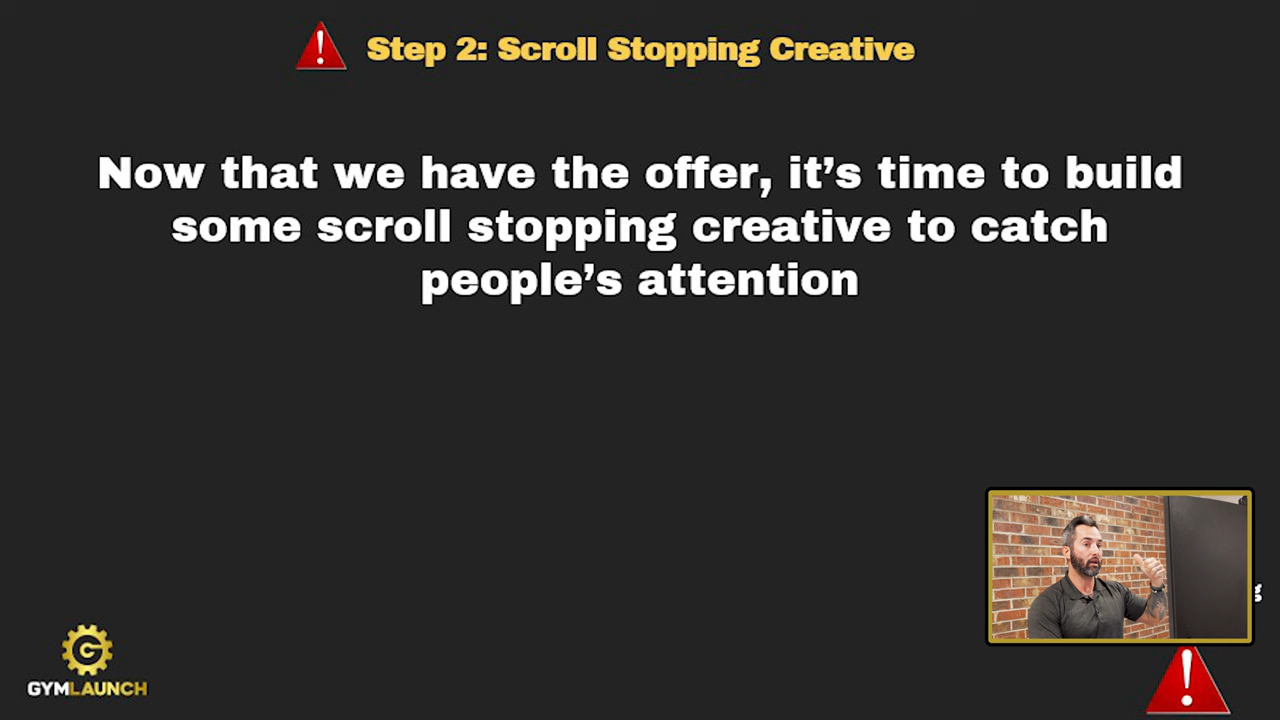 Step 2: Scroll Stopping Creative
Now that we have the offer, it’s time to build
some scroll stopping creative to catch
people’s attention
GYMLAUNCH